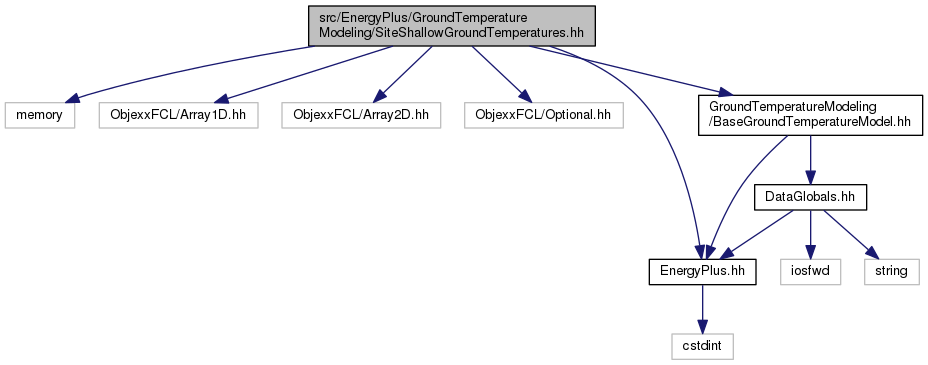 src/EnergyPlus/GroundTemperature
Modeling/SiteShallowGroundTemperatures.hh
memory
ObjexxFCL/Array1D.hh
ObjexxFCL/Array2D.hh
ObjexxFCL/Optional.hh
GroundTemperatureModeling
/BaseGroundTemperatureModel.hh
DataGlobals.hh
EnergyPlus.hh
iosfwd
string
cstdint